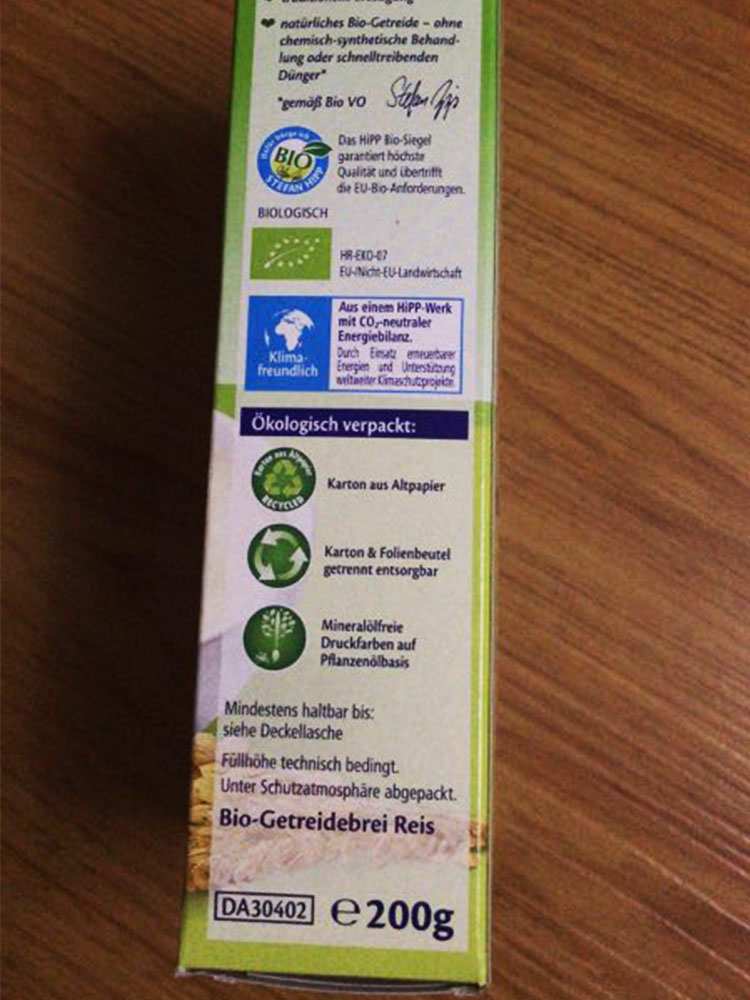 natürliches Bio-Getreide – ohne
chemisch-synthetische Behand-
lung oder schnelltreibenden
Dünger*
*gemäß Bio VO
BIO
STEFAN HIPP
Das HiPP Bio-Siegel
garantiert höchste
Qualität und übertrifft
die EU-Bio-Anforderungen.
BIOLOGISCH
HR-EKO-07
EU-/Nicht-EU-Landwirtschaft
Klima-
freundlich
Aus einem HiPP-Werk
mit CO₂-neutraler
Energiebilanz.
Durch Einsatz erneuerbarer
Energien und Unterstützung
weltweiter Klimaschutzprojekte.
Ökologisch verpackt:
Karton aus Altpapier
RECYCLED
Karton aus Altpapier
Karton & Folienbeutel
getrennt entsorgbar
Mineralölfreie
Druckfarben auf
Pflanzenölbasis
Mindestens haltbar bis:
siehe Deckellasche
Füllhöhe technisch bedingt.
Unter Schutzatmosphäre abgepackt.
Bio-Getreidebrei Reis
DA30402 e 200g